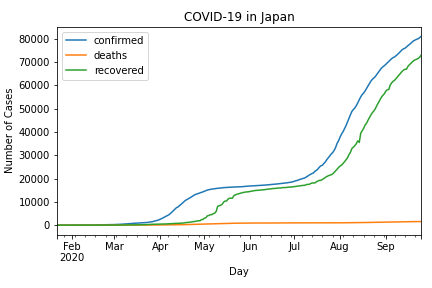 COVID-19 in Japan
confirmed
deaths
recovered
Number of Cases
80000
70000
60000
50000
40000
30000
20000
10000
0
Feb Mar Apr May Jun Jul Aug Sep
2020
Day